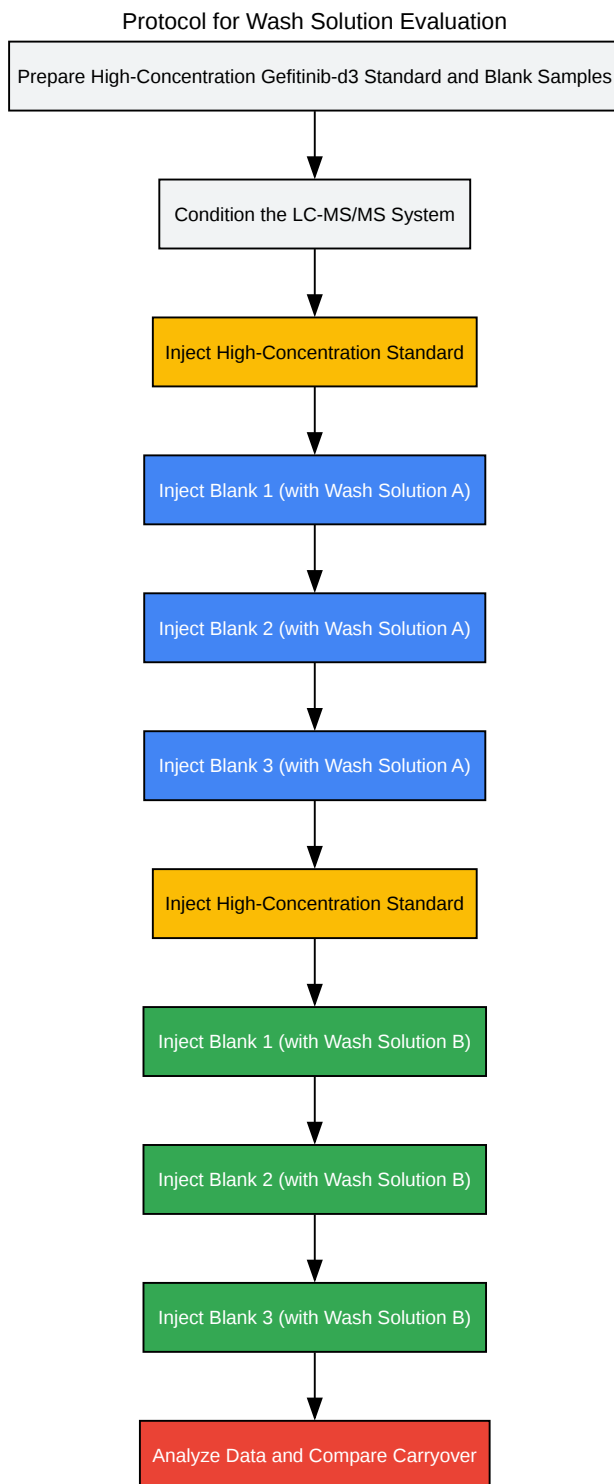 Protocol for Wash Solution Evaluation
Prepare High-Concentration Gefitinib-d3 Standard and Blank Samples
Condition the LC-MS/MS System
Inject High-Concentration Standard
Inject Blank 1 (with Wash Solution A)
Inject Blank 2 (with Wash Solution A)
Inject Blank 3 (with Wash Solution A)
Inject High-Concentration Standard
Inject Blank 1 (with Wash Solution B)
Inject Blank 2 (with Wash Solution B)
Inject Blank 3 (with Wash Solution B)
Analyze Data and Compare Carryover